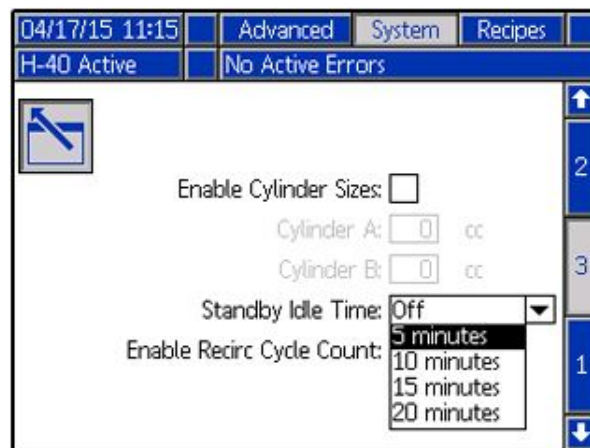 04/17/15 11:15 Advanced System Recipes
H-40 Active No Active Errors
2
Enable Cylinder Sizes:
Cylinder A: 0 cc
Cylinder B: 0 cc
3
Standby Idle Time: Off
5 minutes
Enable Recirc Cycle Count:
10 minutes
1
15 minutes
20 minutes